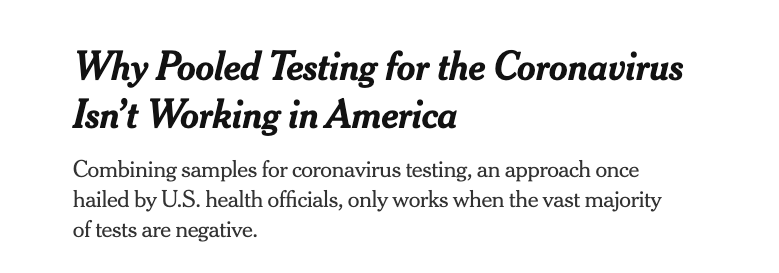 Why Pooled Testing for the Coronavirus
Isn’t Working in America
Combining samples for coronavirus testing, an approach once
hailed by U.S. health officials, only works when the vast majority
of tests are negative.